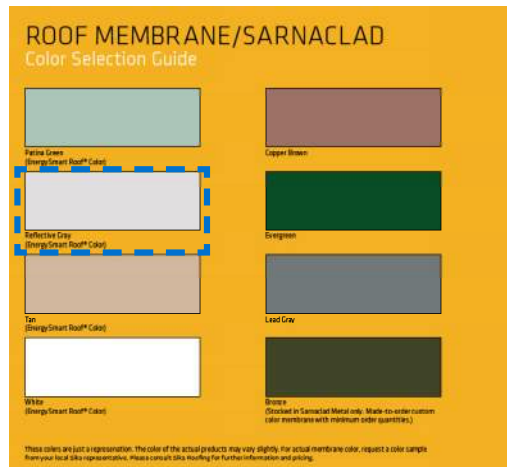 ROOF MEMBRANE/SARNACLAD
Color Selection Guide
Patina Green
(EnergySmart Roof® Color)
Copper Brown
Reflective Gray
(EnergySmart Roof® Color)
Evergreen
Tan
(EnergySmart Roof® Color)
Lead Gray
White
(EnergySmart Roof® Color)
Bronze
(Stocked in Sarnaclad Metal only. Made-to-order custom
color membrane with minimum order quantities.)
These colors are just a represenation. The color of the actual products may vary slightly. For actual membrane color, request a color sample
from your local Sika representative. Please consult Sika Roofing for further information and pricing.